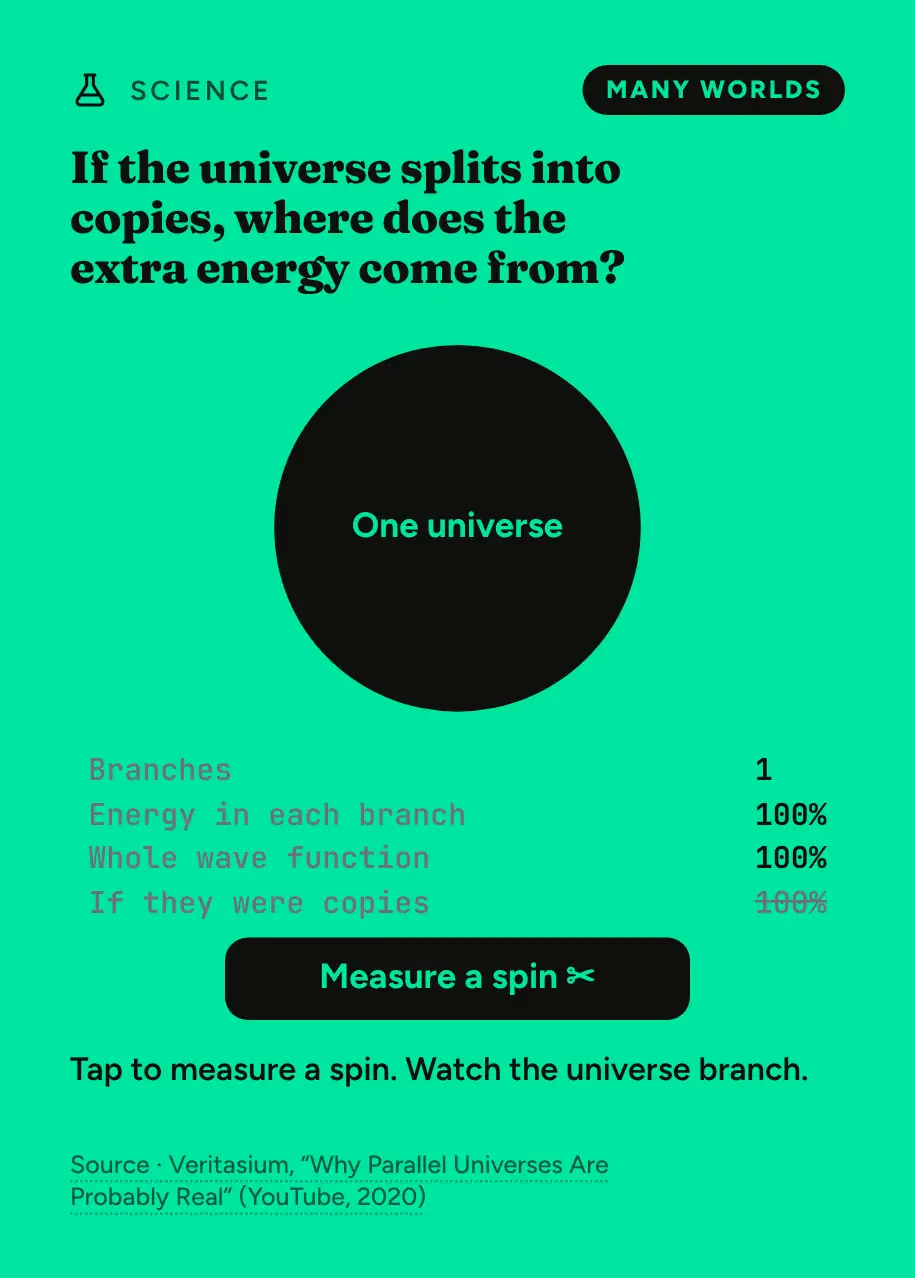 SCIENCE
MANY WORLDS
If the universe splits into
copies, where does the
extra energy come from?
One universe
Branches 1
Energy in each branch 100%
Whole wave function 100%
If they were copies 100%
Measure a spin ✂
Tap to measure a spin. Watch the universe branch.
Source · Veritasium, “Why Parallel Universes Are
Probably Real” (YouTube, 2020)